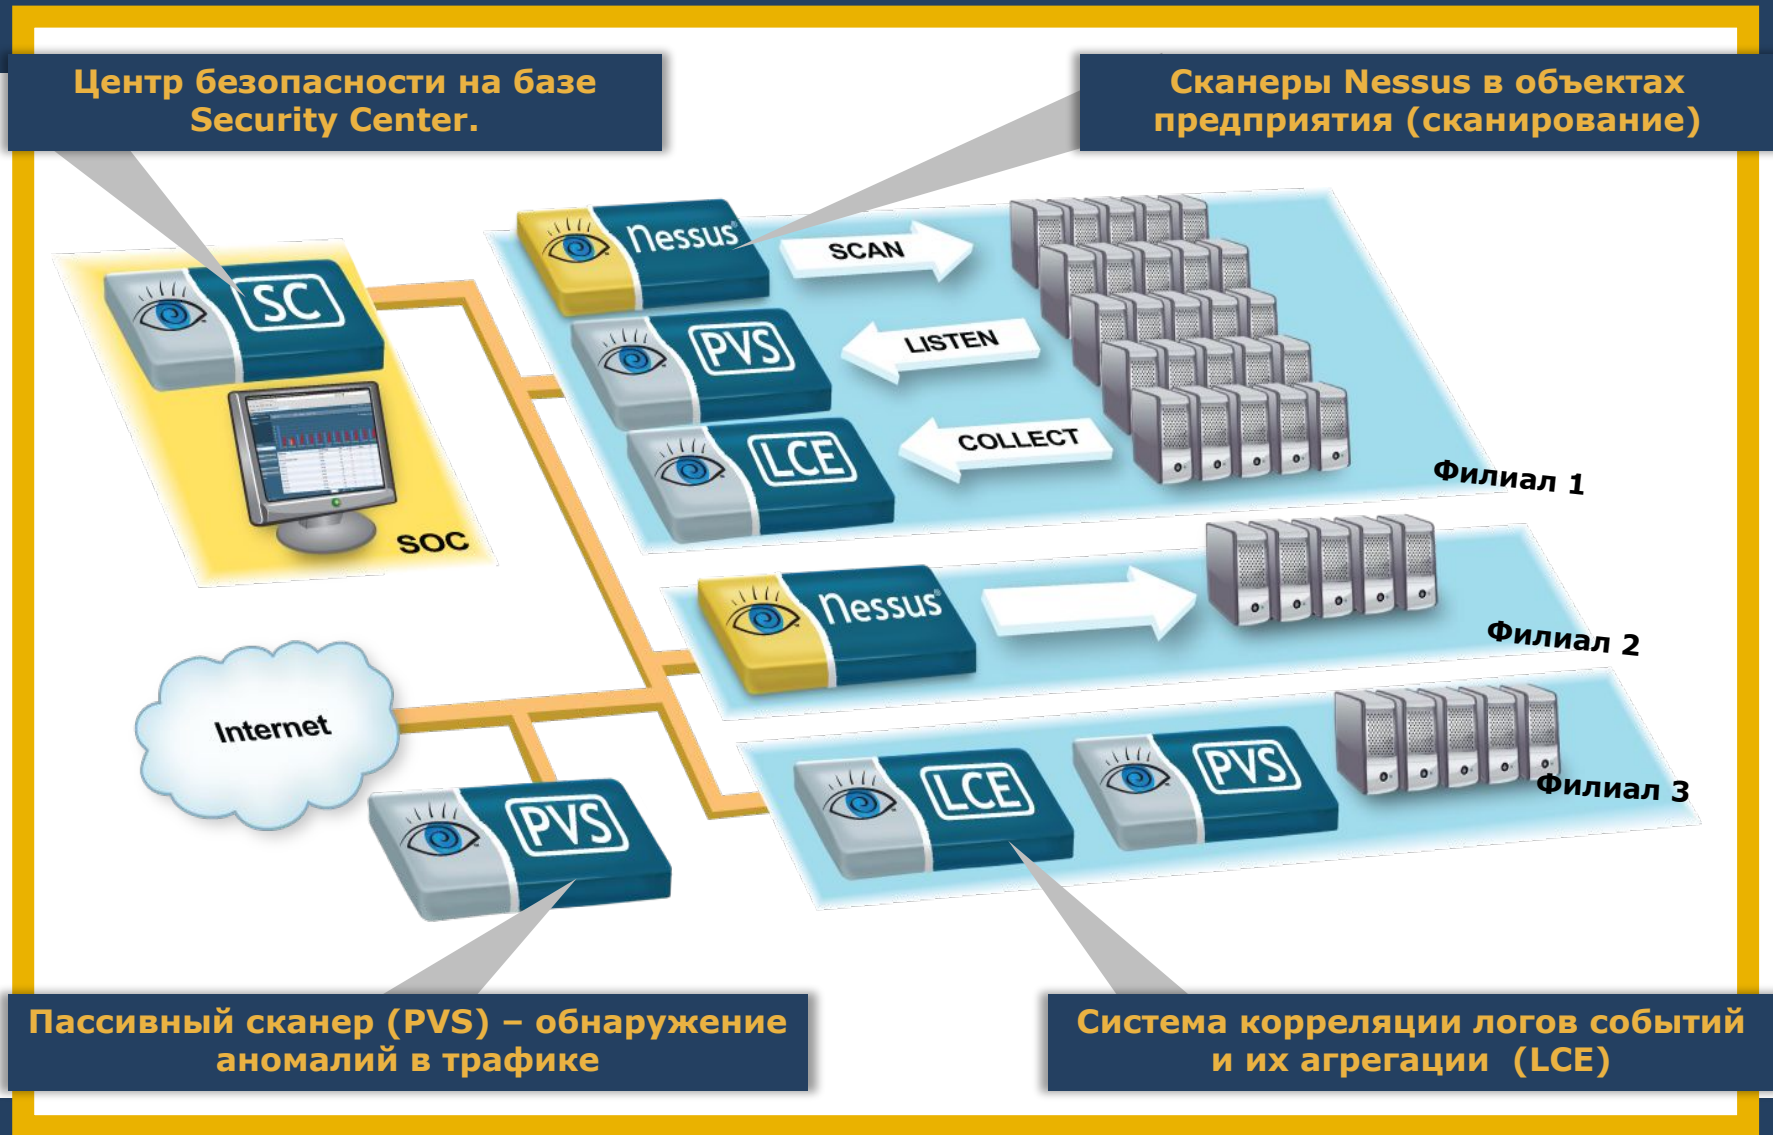 Центр безопасности на базе
Security Center.
Сканеры Nessus в объектах
предприятия (сканирование)
Nessus
SCAN
SC
PVS
LISTEN
LCE
COLLECT
Филиал 1
SOC
Nessus
Филиал 2
Internet
LCE
PVS
Филиал 3
PVS
Пассивный сканер (PVS) – обнаружение
аномалий в трафике
Система корреляции логов событий
и их агрегации (LCE)